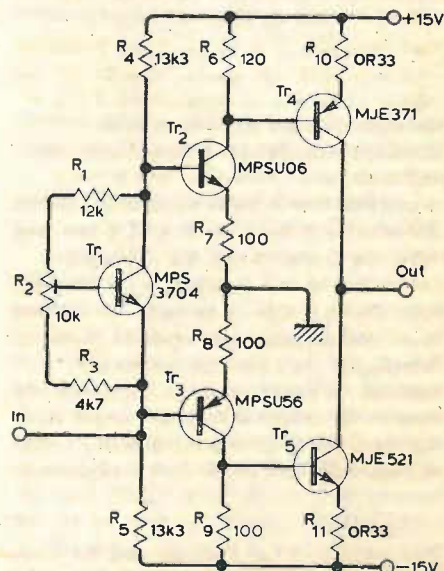 R4
13k3
R6
120
R10
0R33
+15V
Tr4
MJE371
Tr2
MPSU06
R1
12k
R7
100
Tr1
MPS
3704
R2
10k
Out
R8
100
R3
4k7
Tr3
MPSU56
In
Tr5
MJE521
R5
13k3
R9
100
R11
0R33
−15V